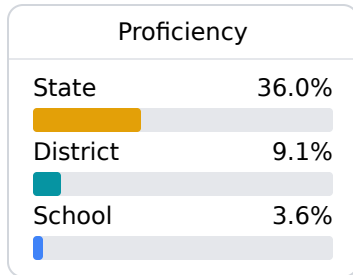 Proficiency
State 36.0%
District 9.1%
School 3.6%